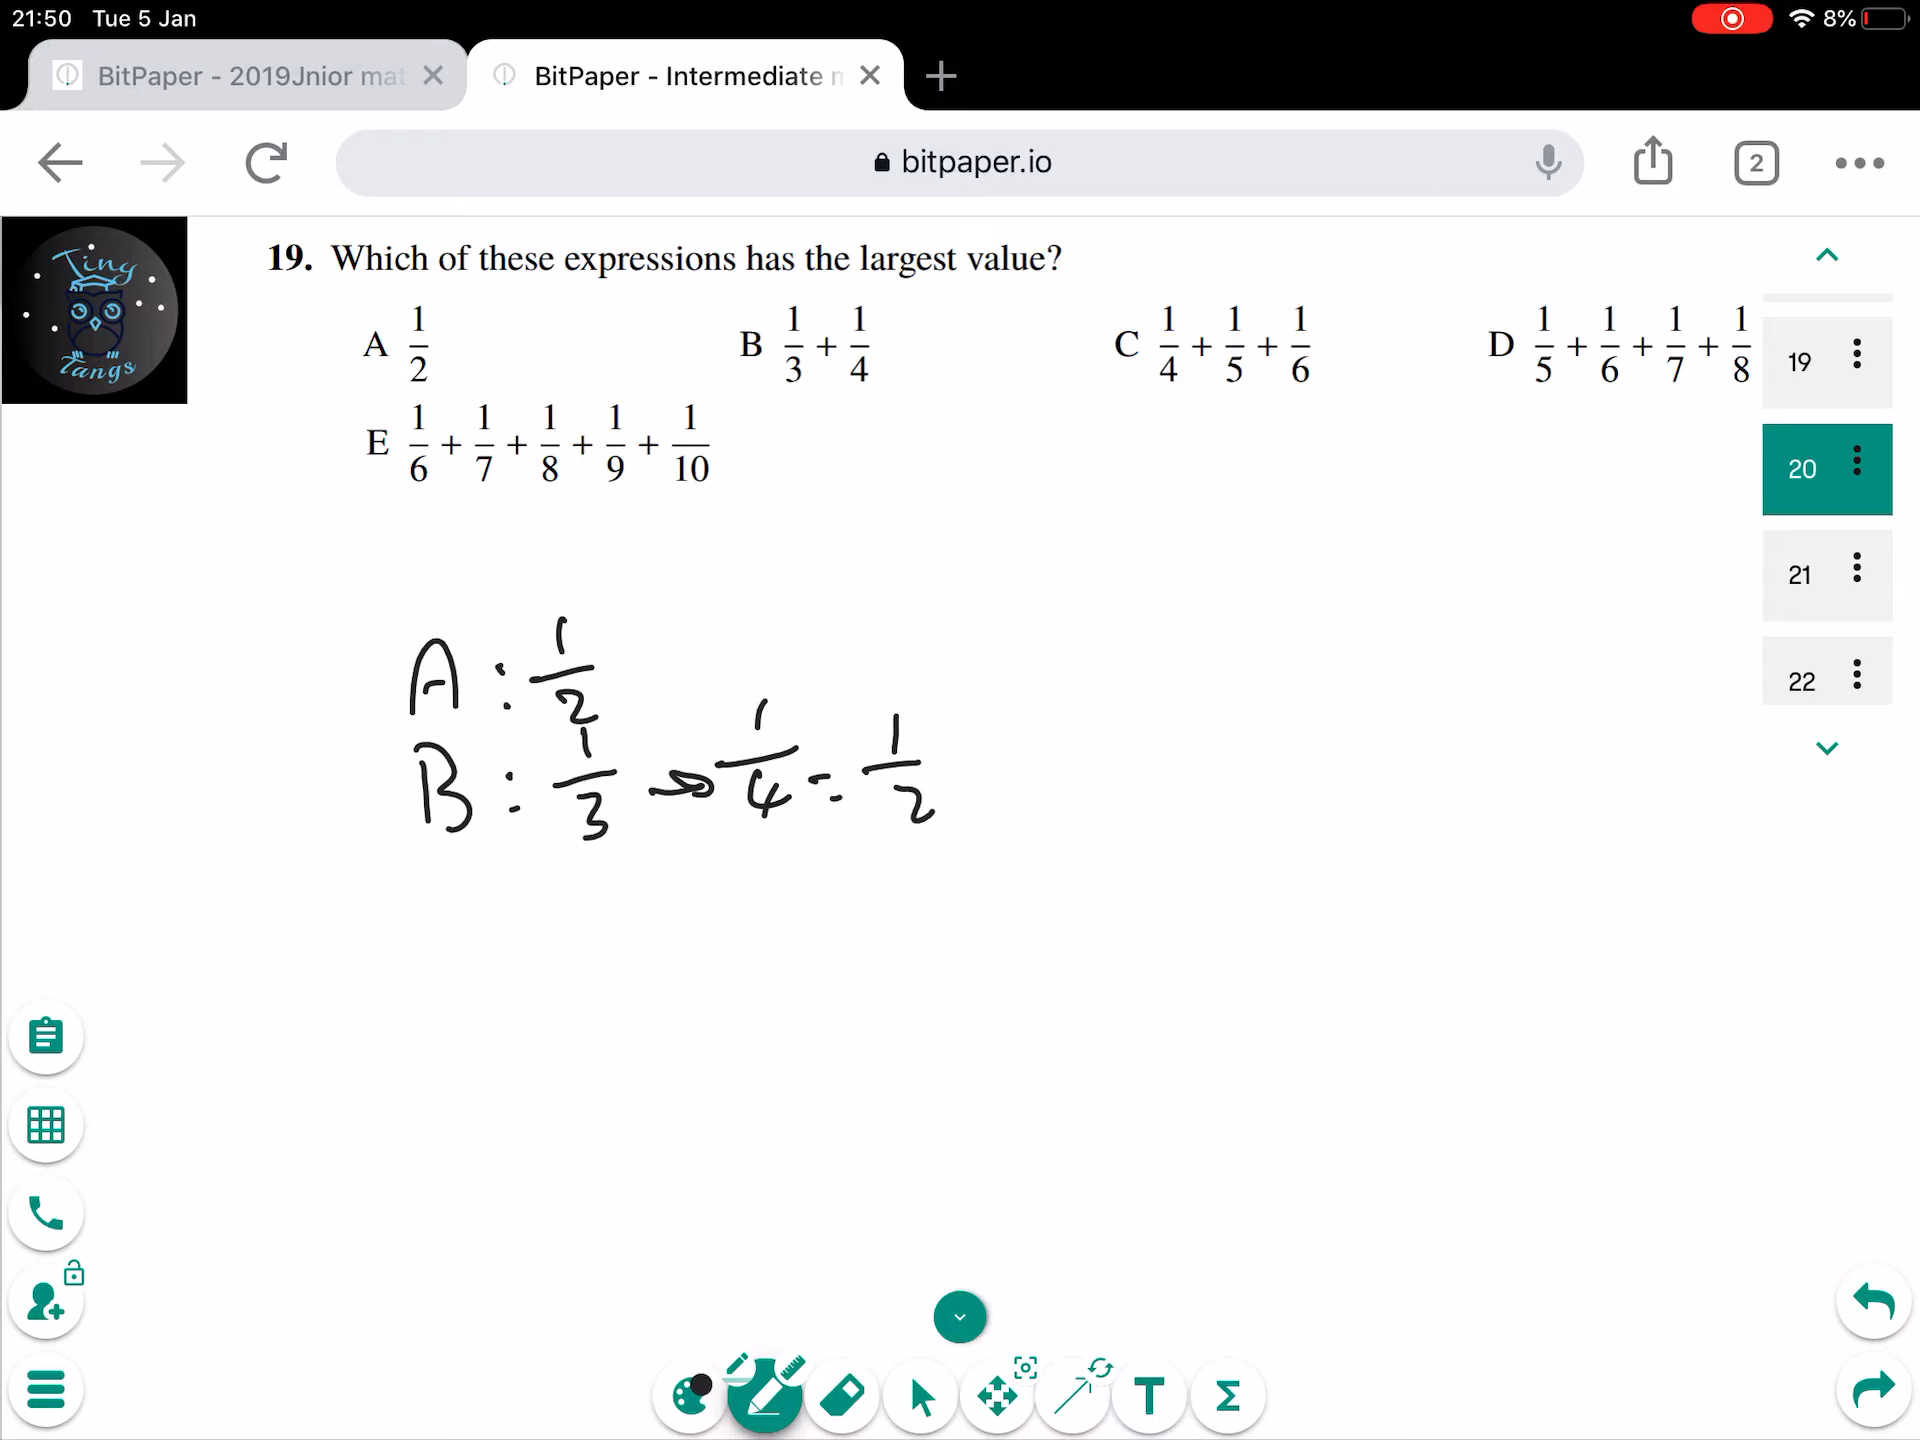 21:50 Tue 5 Jan 8%
BitPaper - 2019Jnior mat BitPaper - Intermediate n
bitpaper.io 2
Tiny
Tangs
19. Which of these expressions has the largest value?
A 1/2 B 1/3 + 1/4 C 1/4 + 1/5 + 1/6 D 1/5 + 1/6 + 1/7 + 1/8
E 1/6 + 1/7 + 1/8 + 1/9 + 1/10
19
20
21
22
A : 1/2
B : 1/3 → 1/4 = 1/2
T Σ